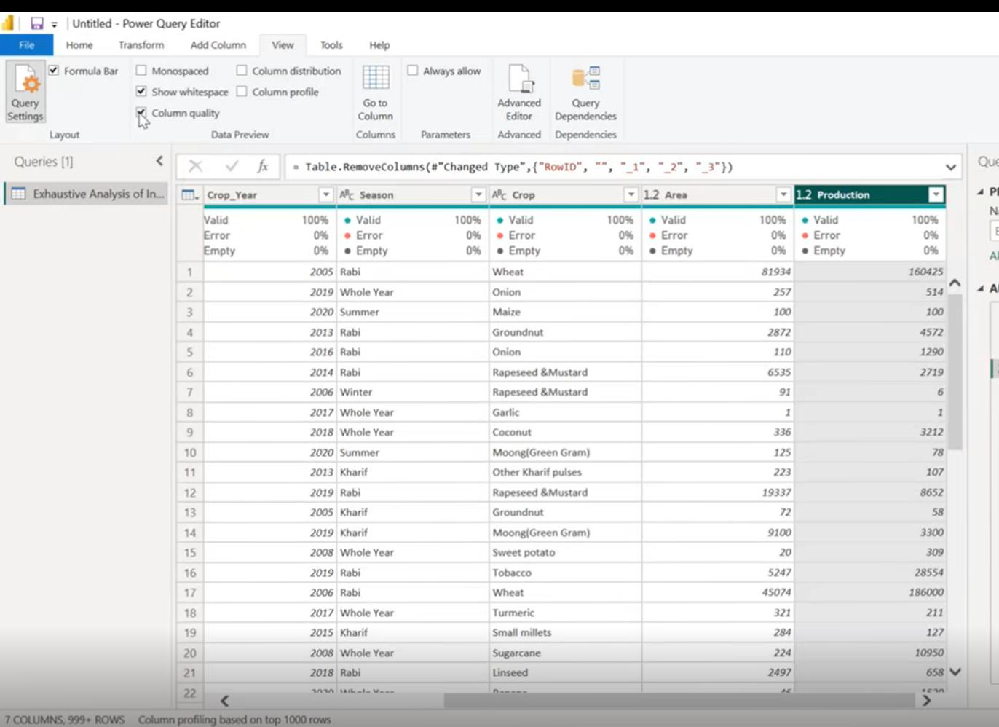 Untitled - Power Query Editor
File Home Transform Add Column View Tools Help
Formula Bar Monospaced Column distribution Always allow
Show whitespace Column profile
Query Settings Column quality Go to Column Advanced Editor Query Dependencies
Layout Data Preview Columns Parameters Advanced Dependencies
Queries [1]
fx = Table.RemoveColumns(#"Changed Type",{"RowID", "", "_1", "_2", "_3"})
Exhaustive Analysis of In...
Crop_Year ABC Season ABC Crop 1.2 Area 1.2 Production
Valid 100% Valid 100% Valid 100% Valid 100% Valid 100%
Error 0% Error 0% Error 0% Error 0% Error 0%
Empty 0% Empty 0% Empty 0% Empty 0% Empty 0%
1 2005 Rabi Wheat 81934 160425
2 2019 Whole Year Onion 257 514
3 2020 Summer Maize 100 100
4 2013 Rabi Groundnut 2872 4572
5 2016 Rabi Onion 110 1290
6 2014 Rabi Rapeseed &Mustard 6535 2719
7 2006 Winter Rapeseed &Mustard 91 6
8 2017 Whole Year Garlic 1 1
9 2018 Whole Year Coconut 336 3212
10 2020 Summer Moong(Green Gram) 125 78
11 2013 Kharif Other Kharif pulses 223 107
12 2019 Rabi Rapeseed &Mustard 19337 8652
13 2005 Kharif Groundnut 72 58
14 2019 Kharif Moong(Green Gram) 9100 3300
15 2008 Whole Year Sweet potato 20 309
16 2019 Rabi Tobacco 5247 28554
17 2006 Rabi Wheat 45074 186000
18 2017 Whole Year Turmeric 321 211
19 2015 Kharif Small millets 284 127
20 2008 Whole Year Sugarcane 224 10950
21 2018 Rabi Linseed 2497 658
22
7 COLUMNS, 999+ ROWS Column profiling based on top 1000 rows